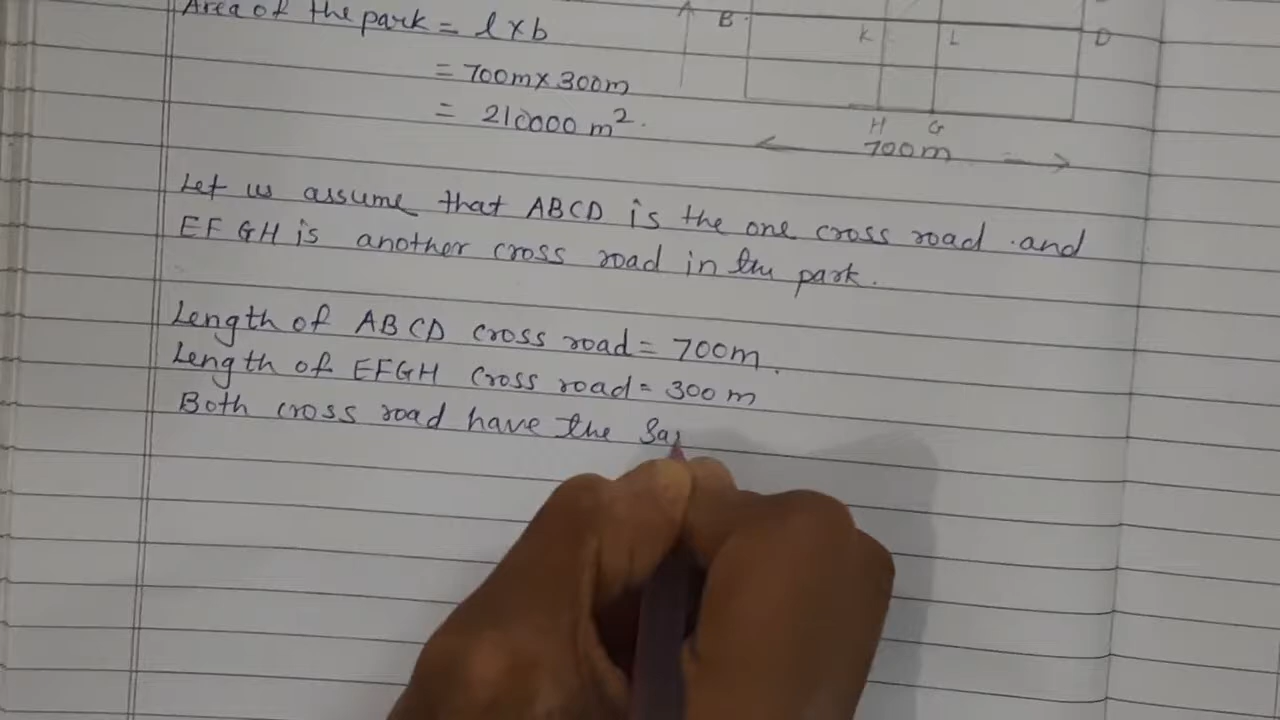 Area of the park = l x b
= 700m x 300m
= 210000 m².
B
K
L
D
H
G
700m
Let us assume that ABCD is the one cross road and
EFGH is another cross road in the park.
Length of ABCD cross road = 700m.
Length of EFGH cross road = 300m
Both cross road have the Sa